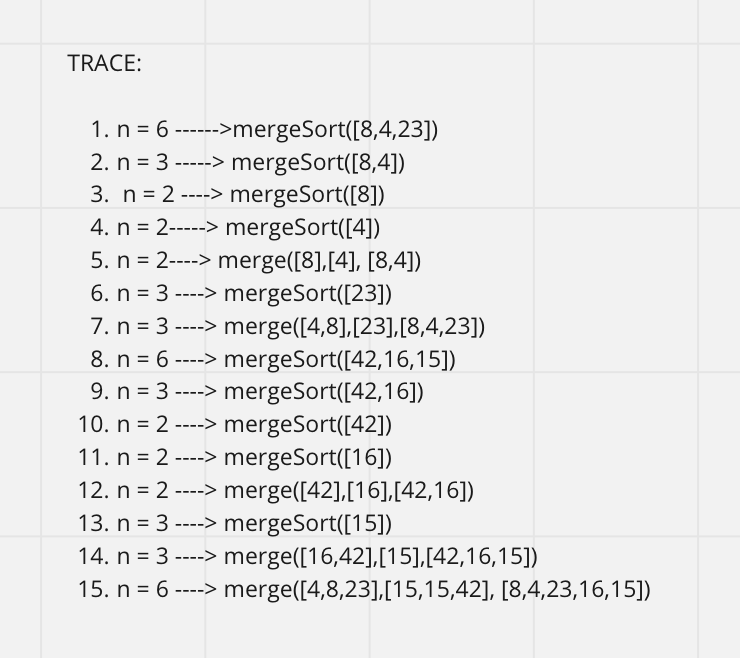 TRACE:
1. n = 6 ------>mergeSort([8,4,23])
2. n = 3 -----> mergeSort([8,4])
3. n = 2 ----> mergeSort([8])
4. n = 2-----> mergeSort([4])
5. n = 2----> merge([8],[4], [8,4])
6. n = 3 ----> mergeSort([23])
7. n = 3 ----> merge([4,8],[23],[8,4,23])
8. n = 6 ----> mergeSort([42,16,15])
9. n = 3 ----> mergeSort([42,16])
10. n = 2 ----> mergeSort([42])
11. n = 2 ----> mergeSort([16])
12. n = 2 ----> merge([42],[16],[42,16])
13. n = 3 ----> mergeSort([15])
14. n = 3 ----> merge([16,42],[15],[42,16,15])
15. n = 6 ----> merge([4,8,23],[15,15,42], [8,4,23,16,15])